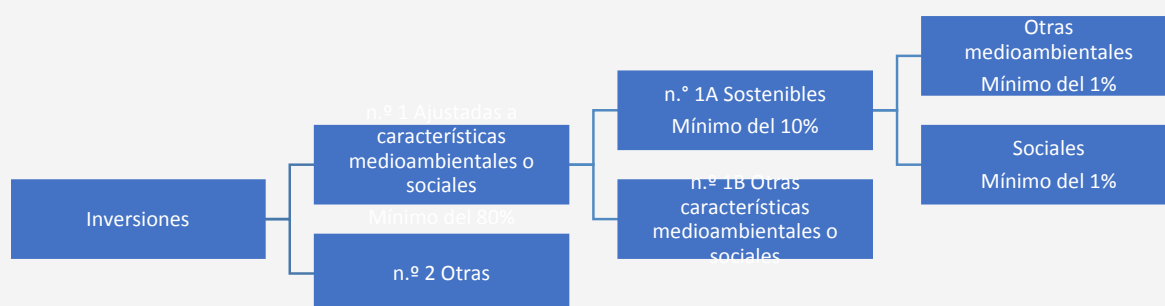 Inversiones
n.º 1 Ajustadas a
características
medioambientales o
sociales
Mínimo del 80%
n.º 2 Otras
n.° 1A Sostenibles
Mínimo del 10%
n.º 1B Otras
características
medioambientales o
sociales
Otras
medioambientales
Mínimo del 1%
Sociales
Mínimo del 1%